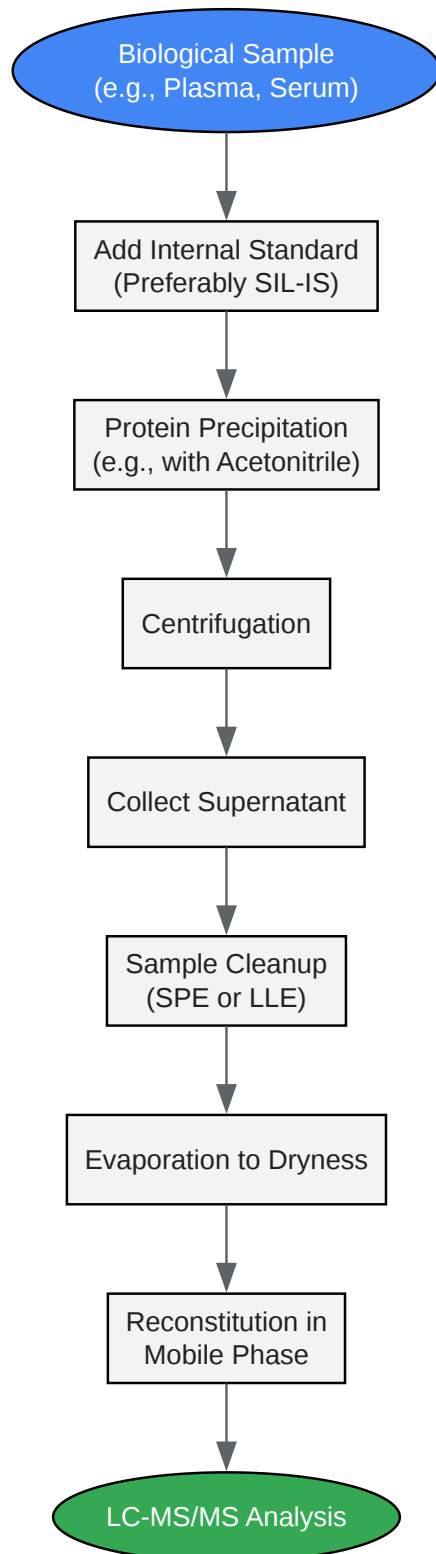 Biological Sample
(e.g., Plasma, Serum)
Add Internal Standard
(Preferably SIL-IS)
Protein Precipitation
(e.g., with Acetonitrile)
Centrifugation
Collect Supernatant
Sample Cleanup
(SPE or LLE)
Evaporation to Dryness
Reconstitution in
Mobile Phase
LC-MS/MS Analysis